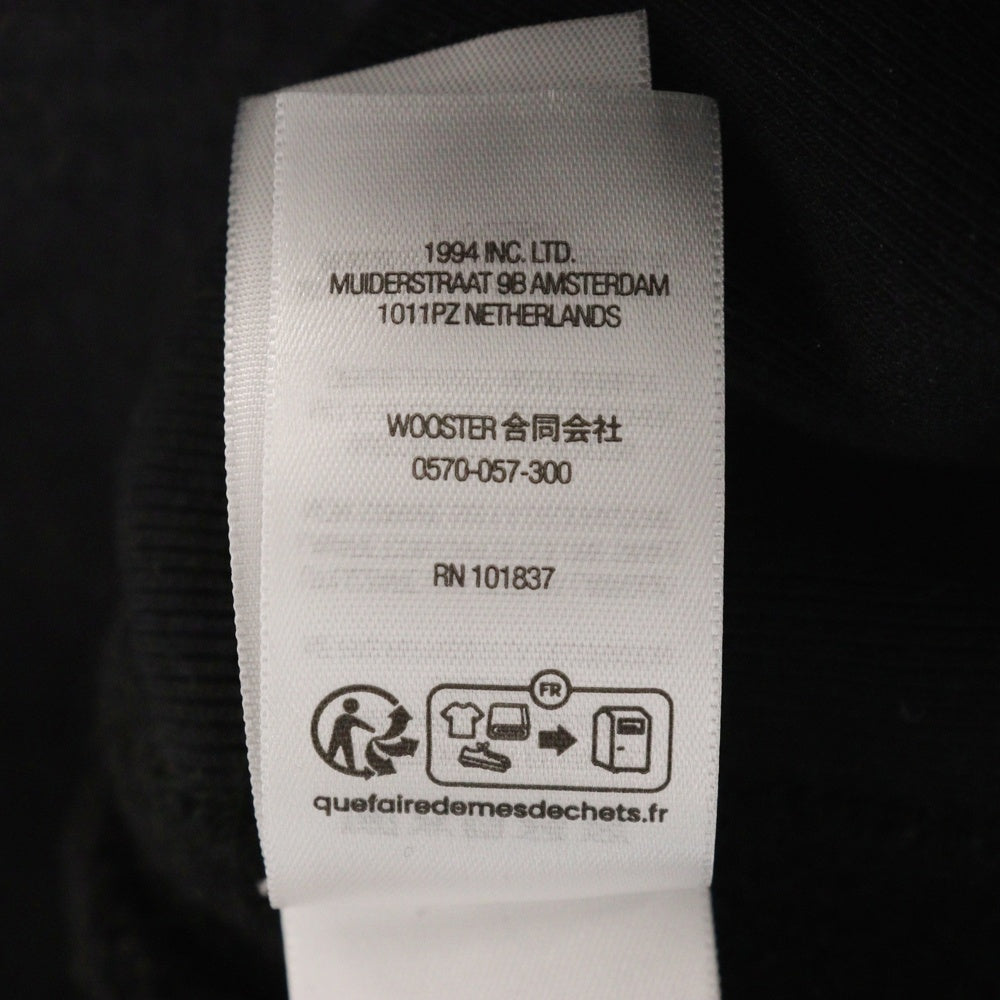 1994 INC. LTD.
MUIDERSTRAAT 9B AMSTERDAM
1011PZ NETHERLANDS
WOOSTER 合同会社
0570-057-300
RN 101837
FR
quefairedemesdechets.fr